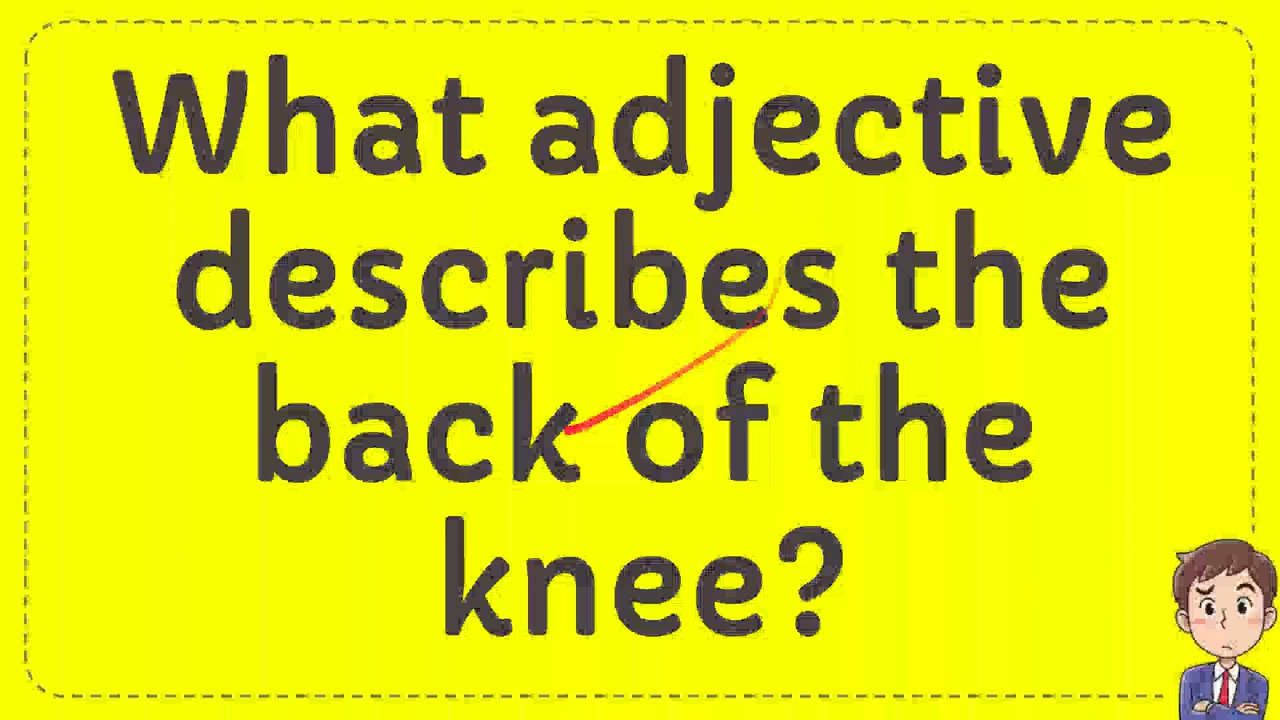 What adjective
describes the
back of the
knee?